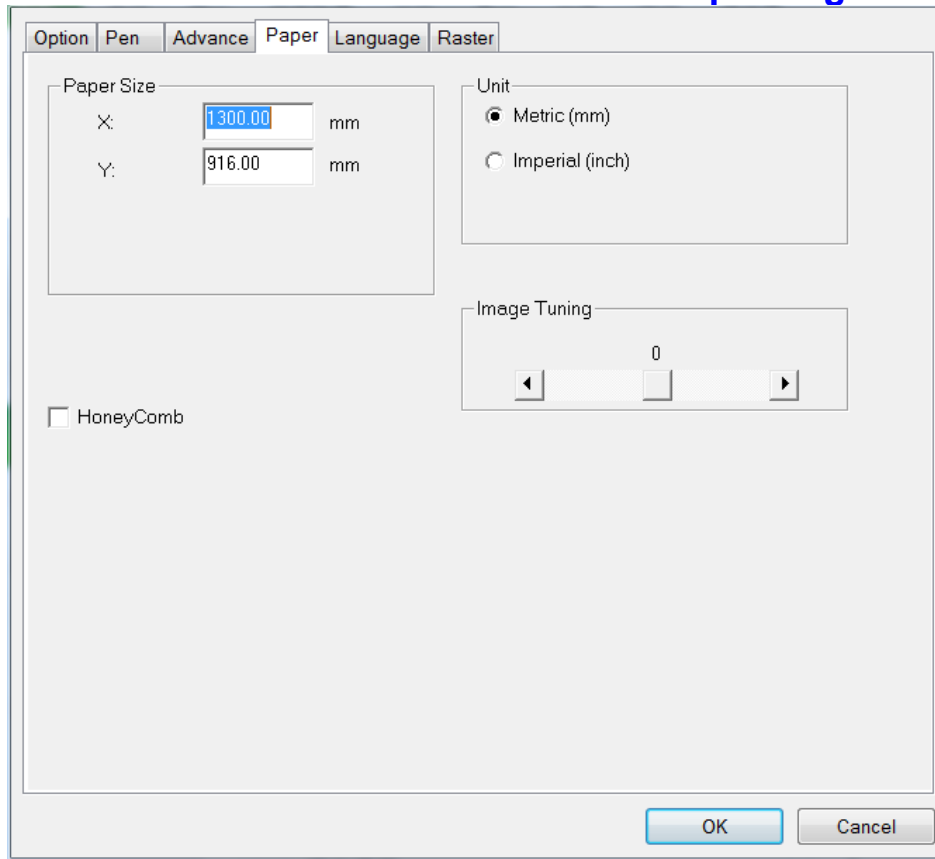 Option Pen Advance Paper Language Raster
Paper Size
X: 1300.00 mm
Y: 916.00 mm
Unit
Metric (mm)
Imperial (inch)
Image Tuning
0
HoneyComb
OK Cancel